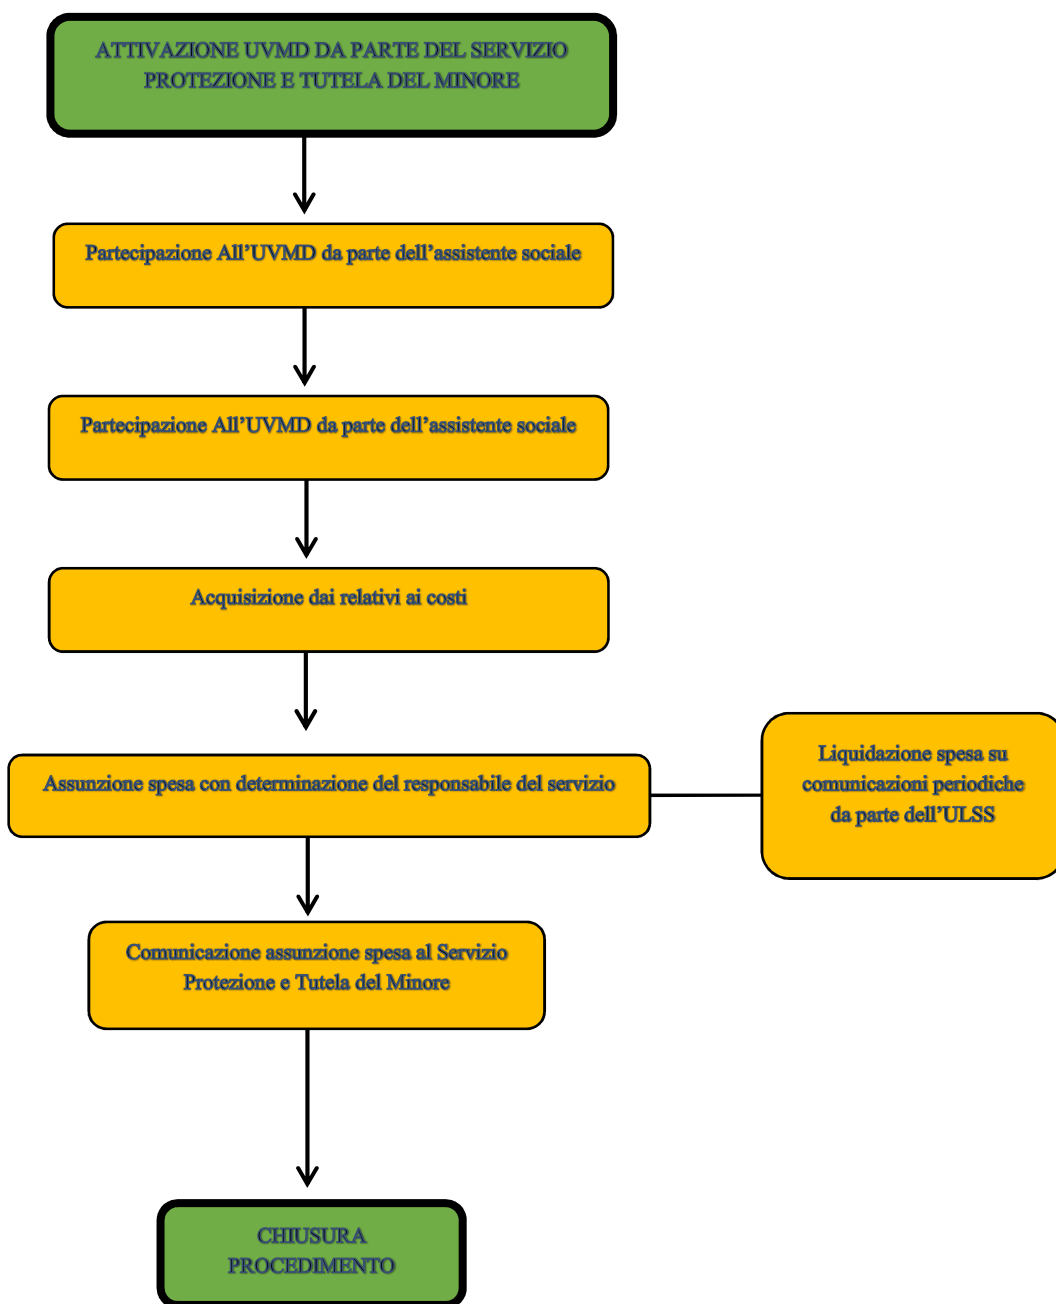 ATTIVAZIONE UVMD DA PARTE DEL SERVIZIO
PROTEZIONE E TUTELA DEL MINORE
Partecipazione All’UVMD da parte dell’assistente sociale
Partecipazione All’UVMD da parte dell’assistente sociale
Acquisizione dai relativi ai costi
Assunzione spesa con determinazione del responsabile del servizio
Liquidazione spesa su
comunicazioni periodiche
da parte dell’ULSS
Comunicazione assunzione spesa al Servizio
Protezione e Tutela del Minore
CHIUSURA
PROCEDIMENTO